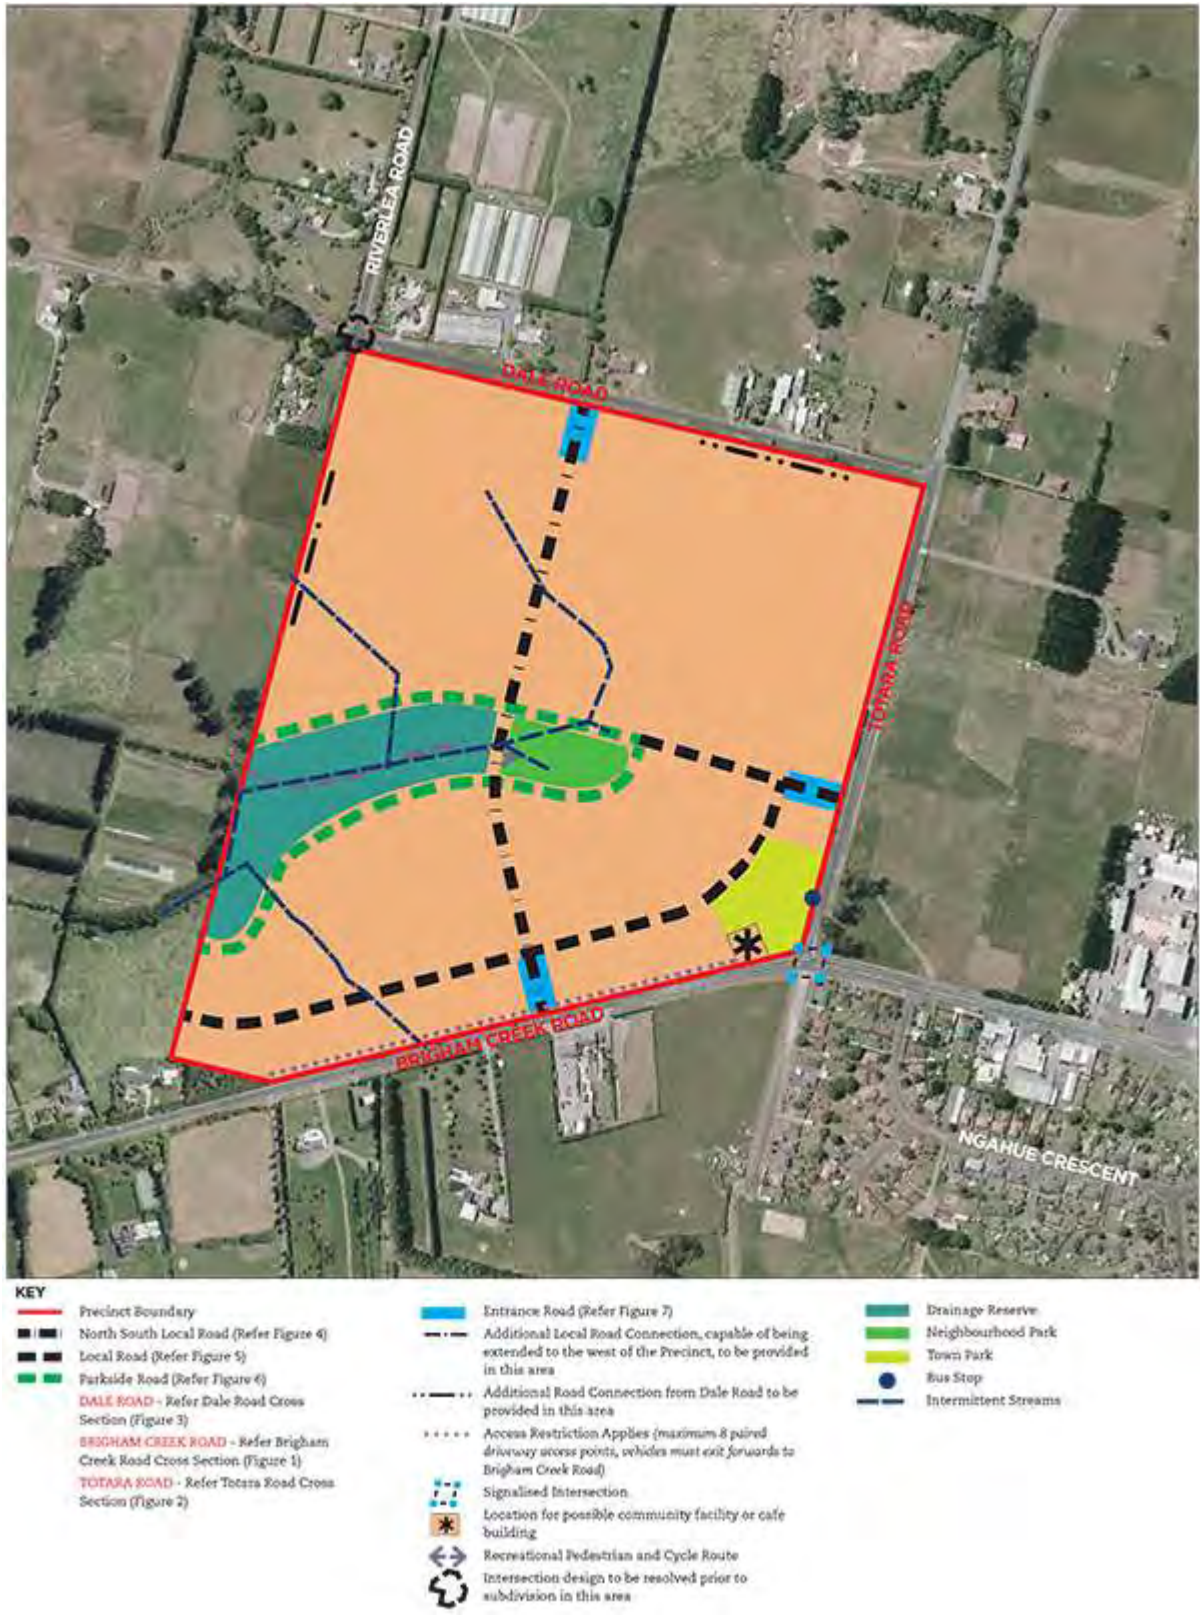 RIVERLEA ROAD
DALE ROAD
TOTARA ROAD
BRIGHAM CREEK ROAD
NGAHUE CRESCENT
KEY
Precinct Boundary
North South Local Road (Refer Figure 4)
Local Road (Refer Figure 5)
Parkside Road (Refer Figure 6)
DALE ROAD - Refer Dale Road Cross
Section (Figure 3)
BRIGHAM CREEK ROAD - Refer Brigham
Creek Road Cross Section (Figure 1)
TOTARA ROAD - Refer Totara Road Cross
Section (Figure 2)
Entrance Road (Refer Figure 7)
Additional Local Road Connection, capable of being
extended to the west of the Precinct, to be provided
in this area
Additional Road Connection from Dale Road to be
provided in this area
Access Restriction Applies (maximum 8 paired
driveway access points, vehicles must exit forwards to
Brigham Creek Road)
Signalised Intersection
Location for possible community facility or cafe
building
Recreational Pedestrian and Cycle Route
Intersection design to be resolved prior to
subdivision in this area
Drainage Reserve
Neighbourhood Park
Town Park
Bus Stop
Intermittent Streams